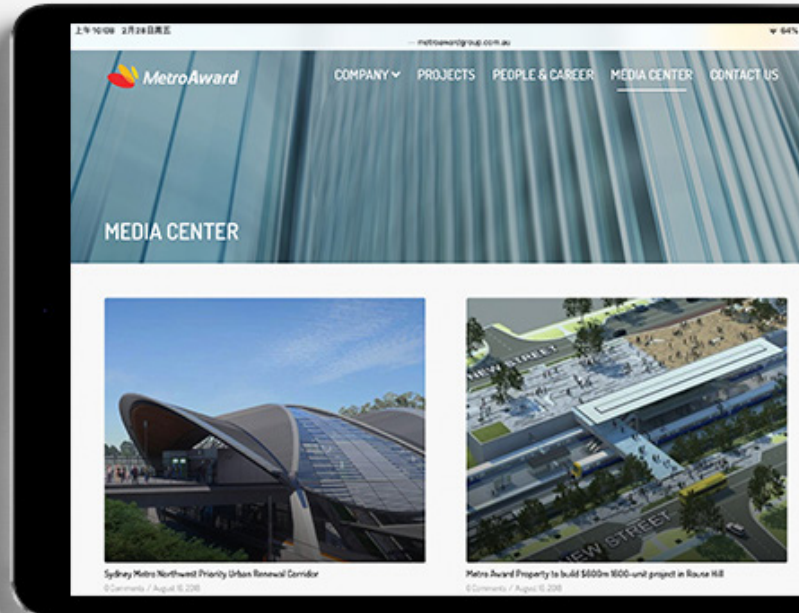 上午10:08 2月28日周五
64%
metroawardgroup.com.au
MetroAward
COMPANY PROJECTS PEOPLE & CAREER MEDIA CENTER CONTACT US
MEDIA CENTER
NEW STREET
NEW STREET
Sydney Metro Northwest Priority Urban Renewal Corridor
Metro Award Property to build $600m 1600-unit project in Rouse Hill
0 Comments / August 16, 2018
0 Comments / August 10, 2018